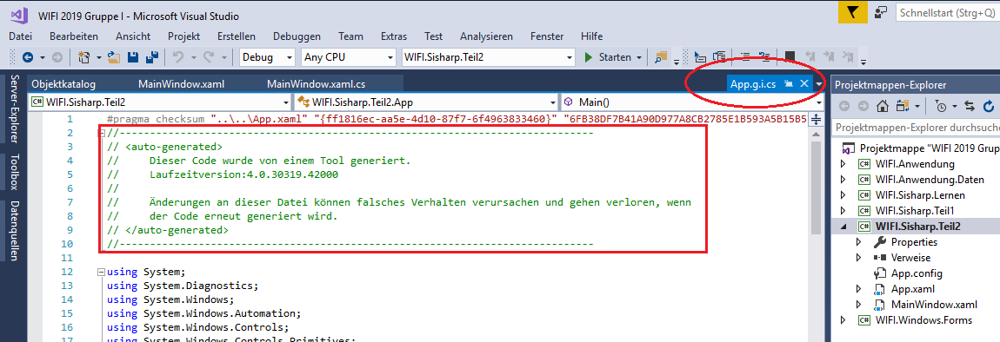 WIFI 2019 Gruppe I - Microsoft Visual Studio
Schnellstart (Strg+Q)
Datei Bearbeiten Ansicht Projekt Erstellen Debuggen Team Extras Test Analysieren Fenster Hilfe
Debug Any CPU WIFI.Sisharp.Teil2 Starten
Server-Explorer
Toolbox
Datenquellen
Objektkatalog MainWindow.xaml MainWindow.xaml.cs App.g.i.cs
WIFI.Sisharp.Teil2 WIFI.Sisharp.Teil2.App Main()
1 #pragma checksum "..\..\App.xaml" "{ff1816ec-aa5e-4d10-87f7-6f4963833460}" "6FB38DF7B41A90D977A8CB2785E1B593A5B15B5
2 //------------------------------------------------------------------------------
3 // <auto-generated>
4 //     Dieser Code wurde von einem Tool generiert.
5 //     Laufzeitversion:4.0.30319.42000
6 //
7 //     Änderungen an dieser Datei können falsches Verhalten verursachen und gehen verloren, wenn
8 //     der Code erneut generiert wird.
9 // </auto-generated>
10 //------------------------------------------------------------------------------
11
12 using System;
13 using System.Diagnostics;
14 using System.Windows;
15 using System.Windows.Automation;
16 using System.Windows.Controls;
17 using System.Windows.Controls.Primitives;
Projektmappen-Explorer
Projektmappen-Explorer durchsuche
Projektmappe "WIFI 2019 Grupp
WIFI.Anwendung
WIFI.Anwendung.Daten
WIFI.Sisharp.Lernen
WIFI.Sisharp.Teil1
WIFI.Sisharp.Teil2
Properties
Verweise
App.config
App.xaml
MainWindow.xaml
WIFI.Windows.Forms